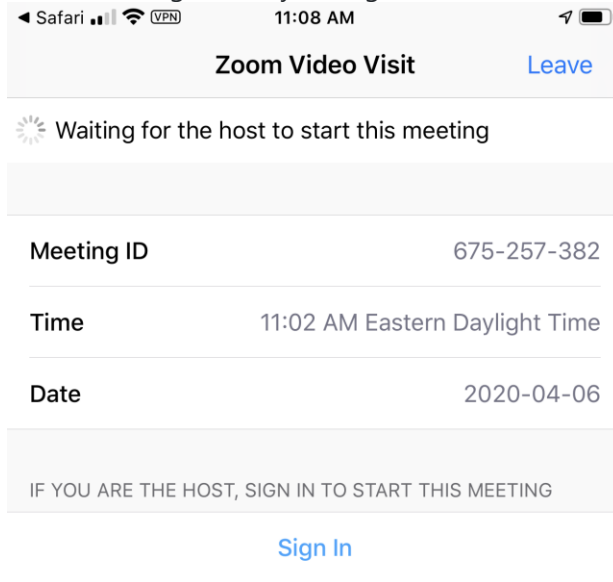 ◀ Safari VPN 11:08 AM
Zoom Video Visit Leave
Waiting for the host to start this meeting
Meeting ID 675-257-382
Time 11:02 AM Eastern Daylight Time
Date 2020-04-06
IF YOU ARE THE HOST, SIGN IN TO START THIS MEETING
Sign In